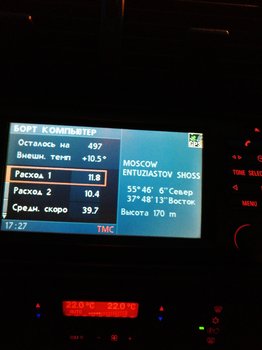 БОРТ КОМПЬЮТЕР
Осталось на 497
Внешн. темп +10.5°
Расход 1 11.8
Расход 2 10.4
Средн. скоро 39.7
17:27 TMC
MOSCOW
ENTUZIASTOV SHOSS
55°46' 6''Север
37°48'13''Восток
Высота 170 m
TONE
SELECT
MENU
22.0°C 22.0°C